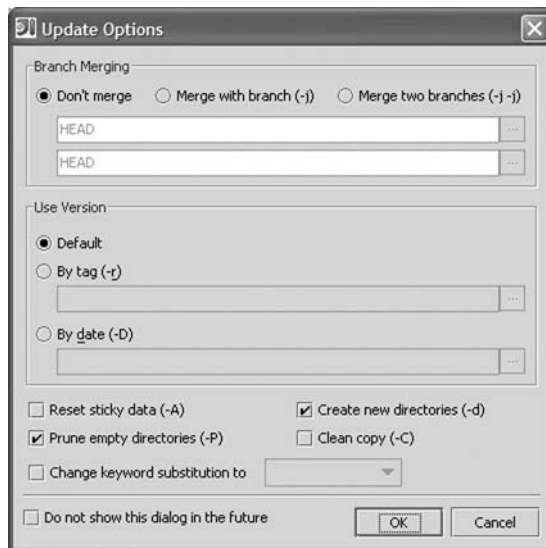 Update Options
Branch Merging
Don't merge Merge with branch (-j) Merge two branches (-j -j)
HEAD ...
HEAD ...
Use Version
Default
By tag (-r)
...
By date (-D)
...
Reset sticky data (-A) Create new directories (-d)
Prune empty directories (-P) Clean copy (-C)
Change keyword substitution to
Do not show this dialog in the future OK Cancel